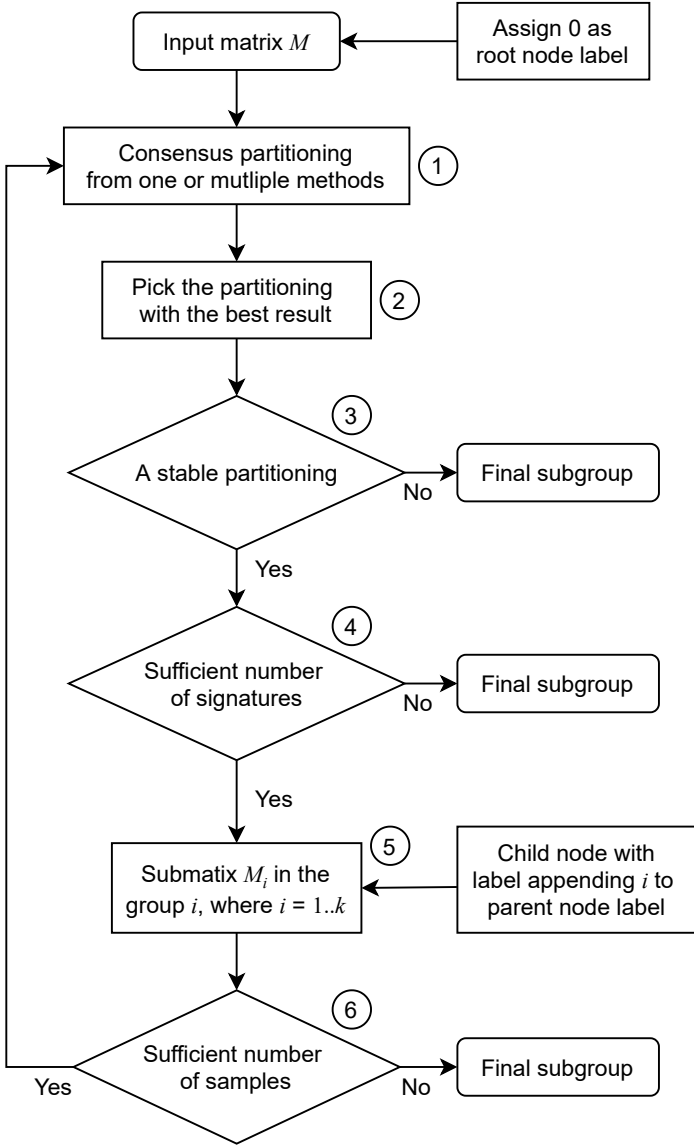 Input matrix M
Assign 0 as
root node label
Consensus partitioning
from one or mutliple methods
1
Pick the partitioning
with the best result
2
3
A stable partitioning
No
Final subgroup
Yes
4
Sufficient number
of signatures
No
Final subgroup
Yes
5
Submatix Mi in the
group i, where i = 1..k
Child node with
label appending i to
parent node label
6
Sufficient number
of samples
Yes
No
Final subgroup